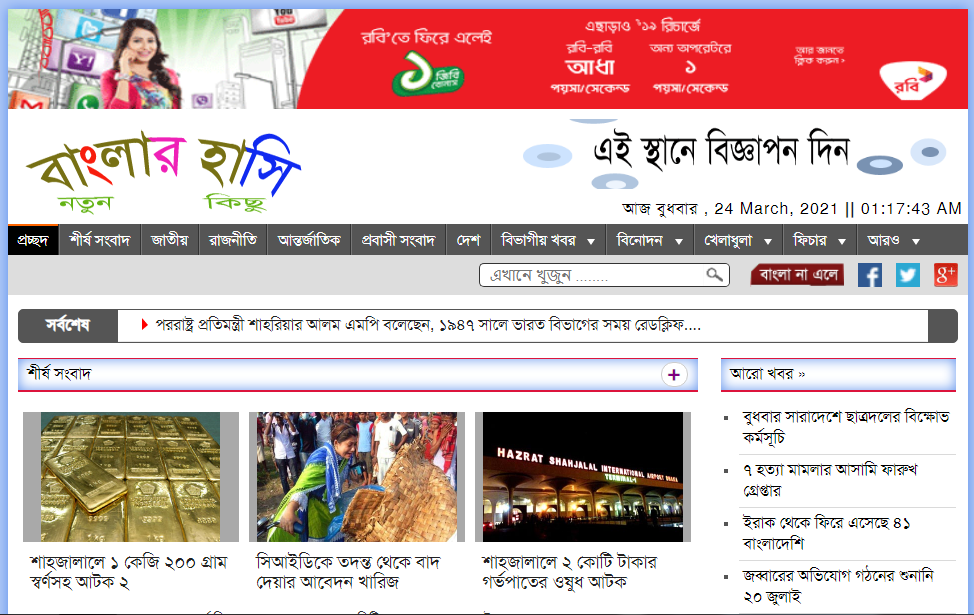 রবি'তে ফিরে এলেই
১ জিবি বোনাস
এছাড়াও ৳১৯ রিচার্জে
রবি-রবি
আধা
পয়সা/সেকেন্ড
অন্য অপারেটরে
১
পয়সা/সেকেন্ড
আর জানতে
ক্লিক করুন ›
রবি
You
বাংলার হাসি
নতুন কিছু
এই স্থানে বিজ্ঞাপন দিন
আজ বুধবার , 24 March, 2021 || 01:17:43 AM
প্রচ্ছদ শীর্ষ সংবাদ জাতীয় রাজনীতি আন্তর্জাতিক প্রবাসী সংবাদ দেশ বিভাগীয় খবর ▼ বিনোদন ▼ খেলাধুলা ▼ ফিচার ▼ আরও ▼
এখানে খুজুন ........ বাংলা না এলে f g+
সর্বশেষ পররাষ্ট্র প্রতিমন্ত্রী শাহরিয়ার আলম এমপি বলেছেন, ১৯৪৭ সালে ভারত বিভাগের সময় রেডক্লিফ....
শীর্ষ সংবাদ +
HAZRAT SHAHJALAL INTERNATIONAL AIRPORT DHAKA
TERMINAL-1
শাহজালালে ১ কেজি ২০০ গ্রাম
স্বর্ণসহ আটক ২
সিআইডিকে তদন্ত থেকে বাদ
দেয়ার আবেদন খারিজ
শাহজালালে ২ কোটি টাকার
গর্ভপাতের ওষুধ আটক
আরো খবর »
বুধবার সারাদেশে ছাত্রদলের বিক্ষোভ
কর্মসূচি
৭ হত্যা মামলার আসামি ফারুখ
গ্রেপ্তার
ইরাক থেকে ফিরে এসেছে ৪১
বাংলাদেশি
জব্বারের অভিযোগ গঠনের শুনানি
২০ জুলাই